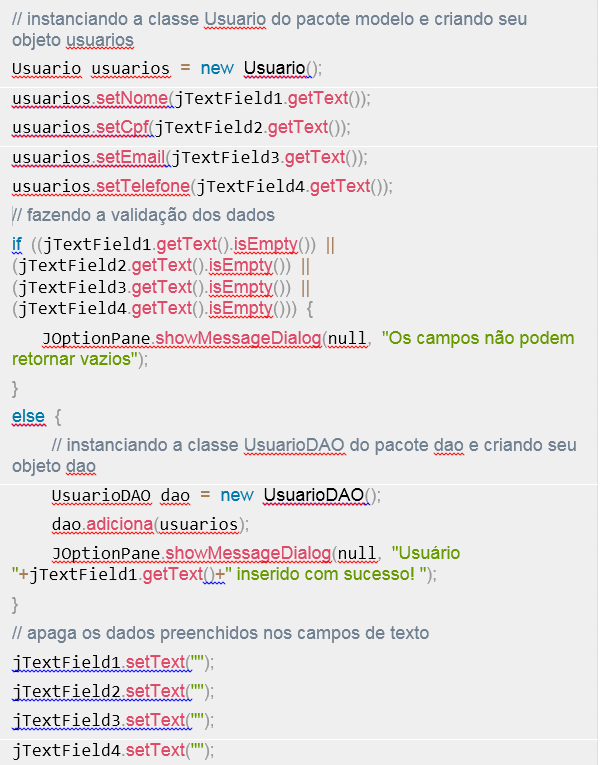 // instanciando a classe Usuario do pacote modelo e criando seu
objeto usuarios
Usuario usuarios = new Usuario();
usuarios.setNome(jTextField1.getText());
usuarios.setCpf(jTextField2.getText());
usuarios.setEmail(jTextField3.getText());
usuarios.setTelefone(jTextField4.getText());
// fazendo a validação dos dados
if ((jTextField1.getText().isEmpty()) ||
(jTextField2.getText().isEmpty()) ||
(jTextField3.getText().isEmpty()) ||
(jTextField4.getText().isEmpty())) {
JOptionPane.showMessageDialog(null, "Os campos não podem
retornar vazios");
}
else {
// instanciando a classe UsuarioDAO do pacote dao e criando seu
objeto dao
UsuarioDAO dao = new UsuarioDAO();
dao.adiciona(usuarios);
JOptionPane.showMessageDialog(null, "Usuário
"+jTextField1.getText()+" inserido com sucesso! ");
}
// apaga os dados preenchidos nos campos de texto
jTextField1.setText("");
jTextField2.setText("");
jTextField3.setText("");
jTextField4.setText("");